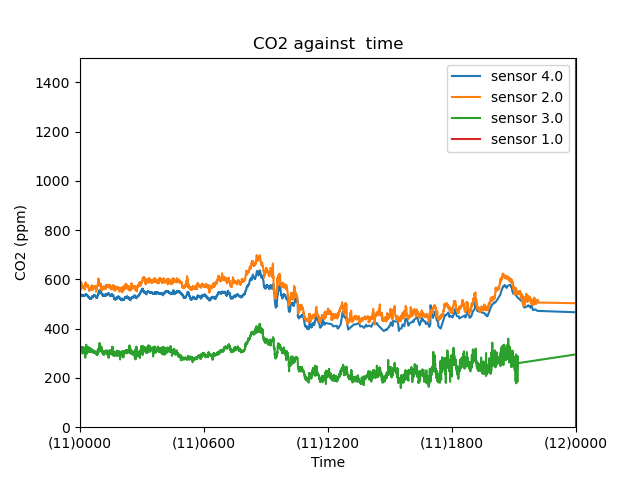 CO2 against  time
sensor 4.0
sensor 2.0
sensor 3.0
sensor 1.0
CO2 (ppm)
1400
1200
1000
800
600
400
200
0
(11)0000
(11)0600
(11)1200
(11)1800
(12)0000
Time